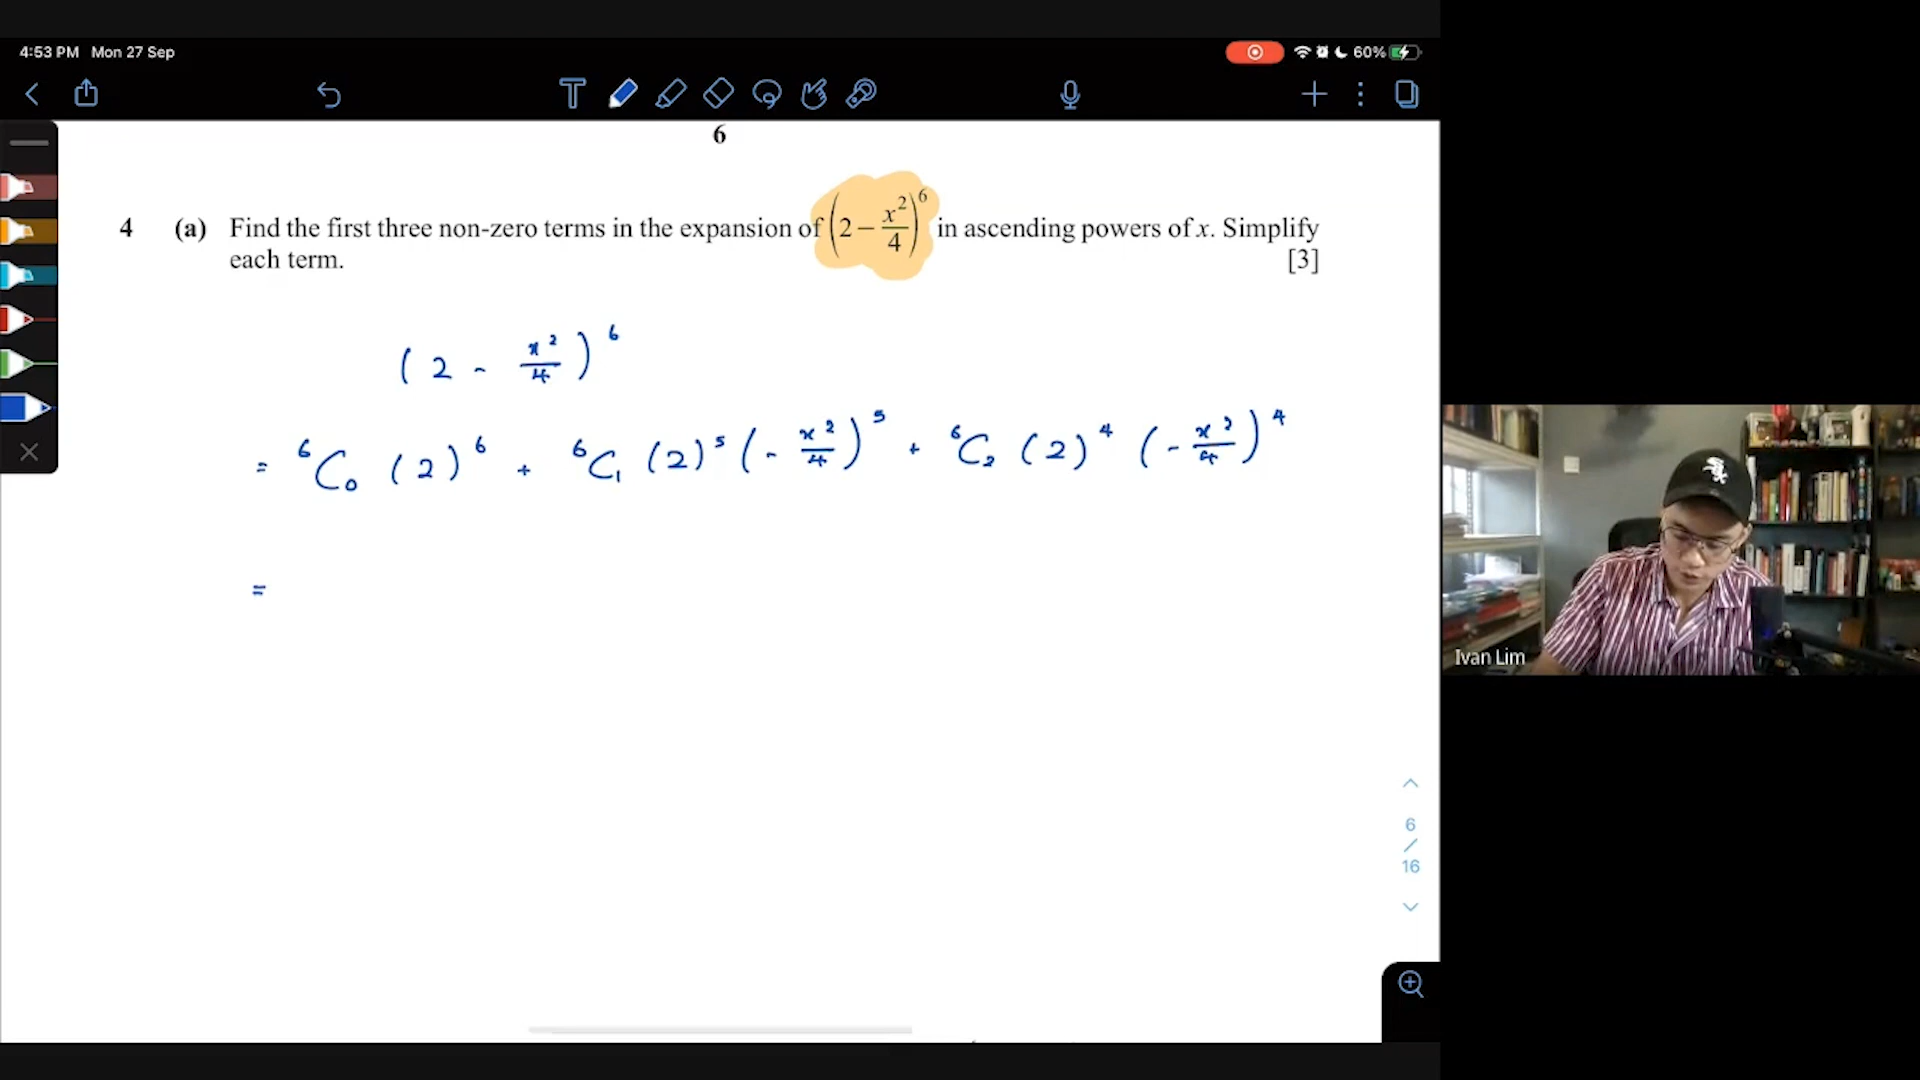 4:53 PM Mon 27 Sep
60%
T
6
4 (a) Find the first three non-zero terms in the expansion of (2 − x²/4)⁶ in ascending powers of x. Simplify
each term. [3]
(2 - x²/4)⁶
= ⁶C₀ (2)⁶ + ⁶C₁ (2)⁵ (- x²/4)⁵ + ⁶C₂ (2)⁴ (- x²/4)⁴
=
Ivan Lim
6
/
16